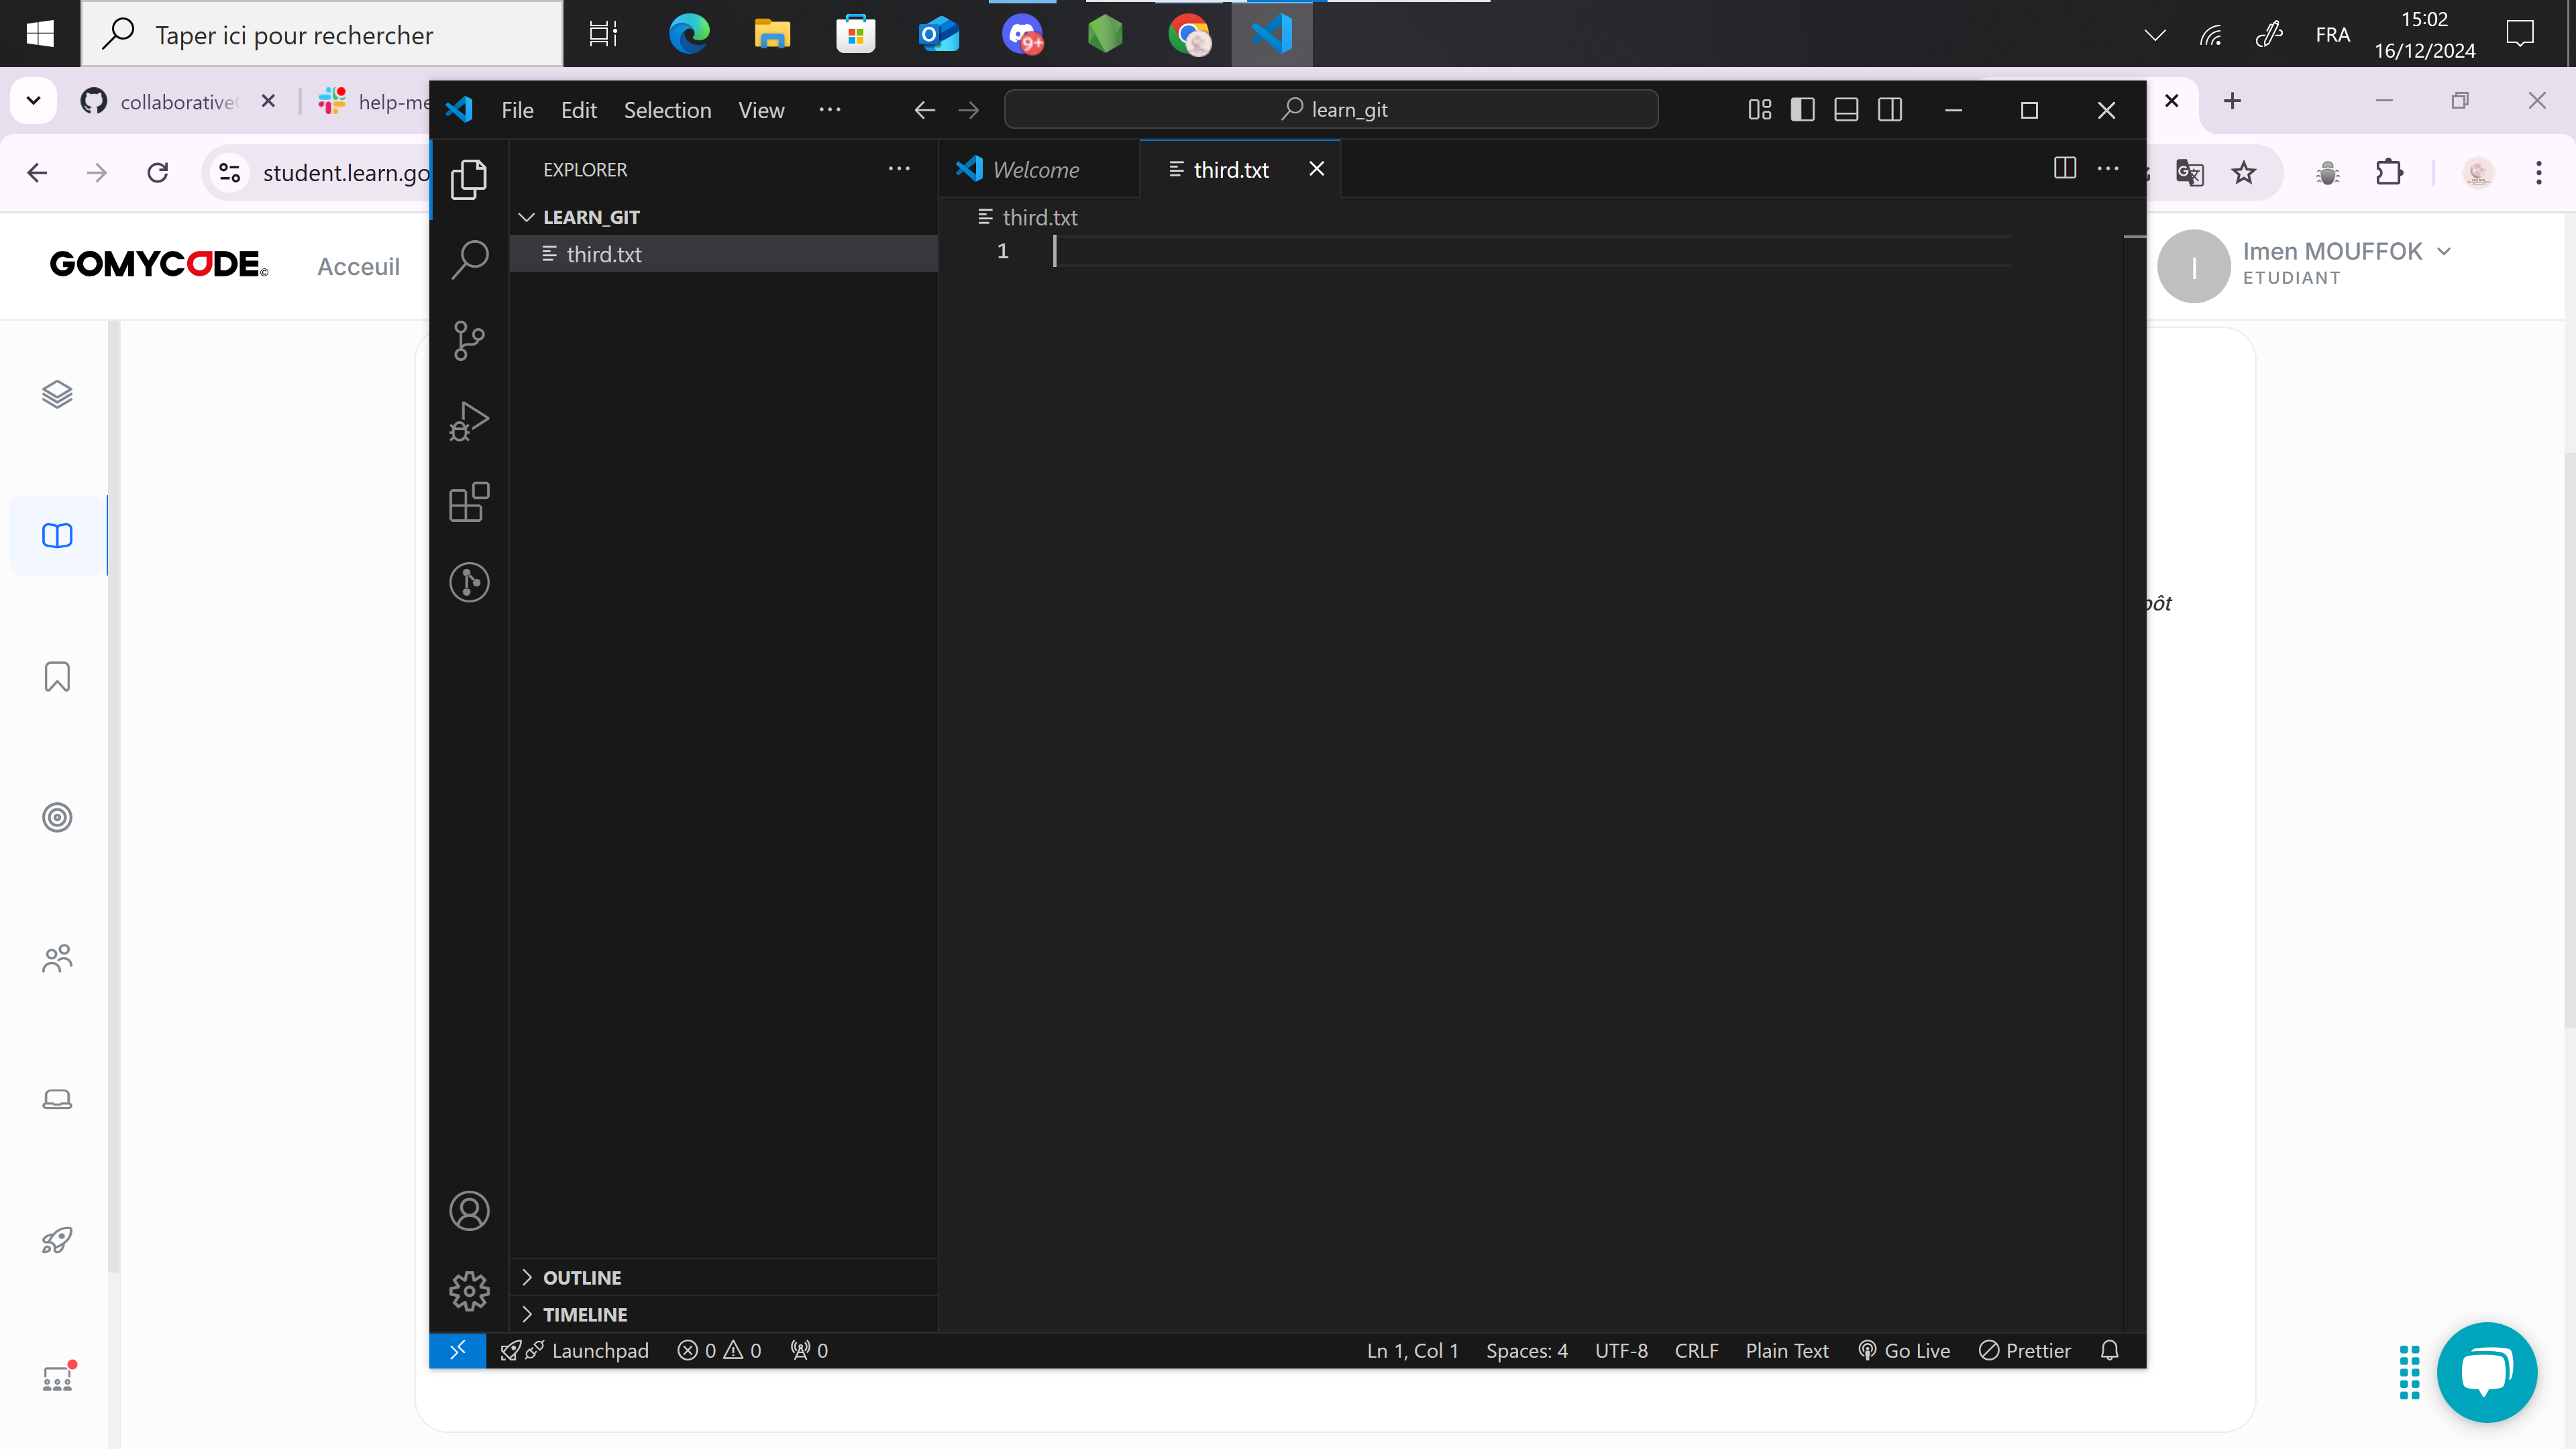 Taper ici pour rechercher
9+
FRA
15:02
16/12/2024
collaborative
help-me
File Edit Selection View
learn_git
student.learn.go
EXPLORER
Welcome
third.txt
LEARN_GIT
third.txt
third.txt
1
GOMYCODE©
Acceuil
I
Imen MOUFFOK
ETUDIANT
pôt
OUTLINE
TIMELINE
Launchpad 0 0 0
Ln 1, Col 1 Spaces: 4 UTF-8 CRLF Plain Text Go Live Prettier